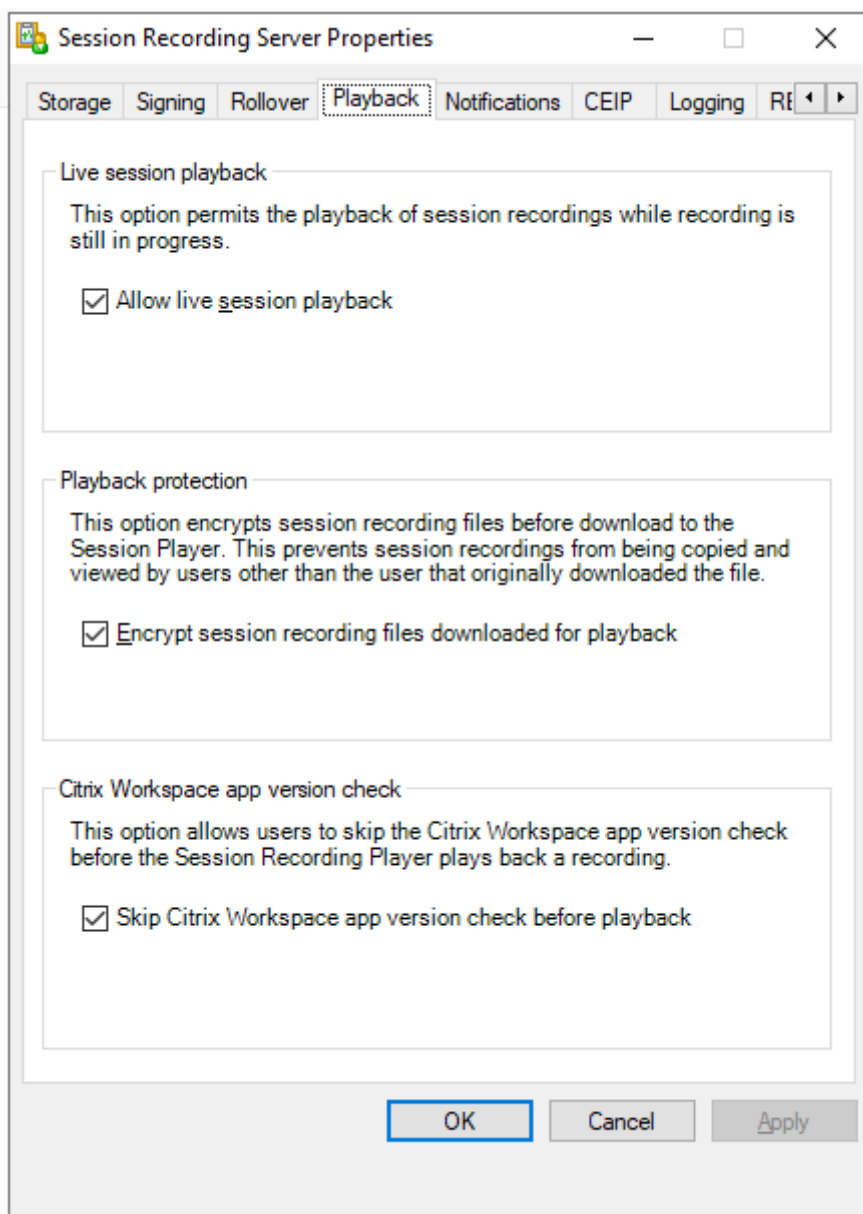 Session Recording Server Properties
Storage Signing Rollover Playback Notifications CEIP Logging RE
Live session playback
This option permits the playback of session recordings while recording is
still in progress.
Allow live session playback
Playback protection
This option encrypts session recording files before download to the
Session Player. This prevents session recordings from being copied and
viewed by users other than the user that originally downloaded the file.
Encrypt session recording files downloaded for playback
Citrix Workspace app version check
This option allows users to skip the Citrix Workspace app version check
before the Session Recording Player plays back a recording.
Skip Citrix Workspace app version check before playback
OK Cancel Apply